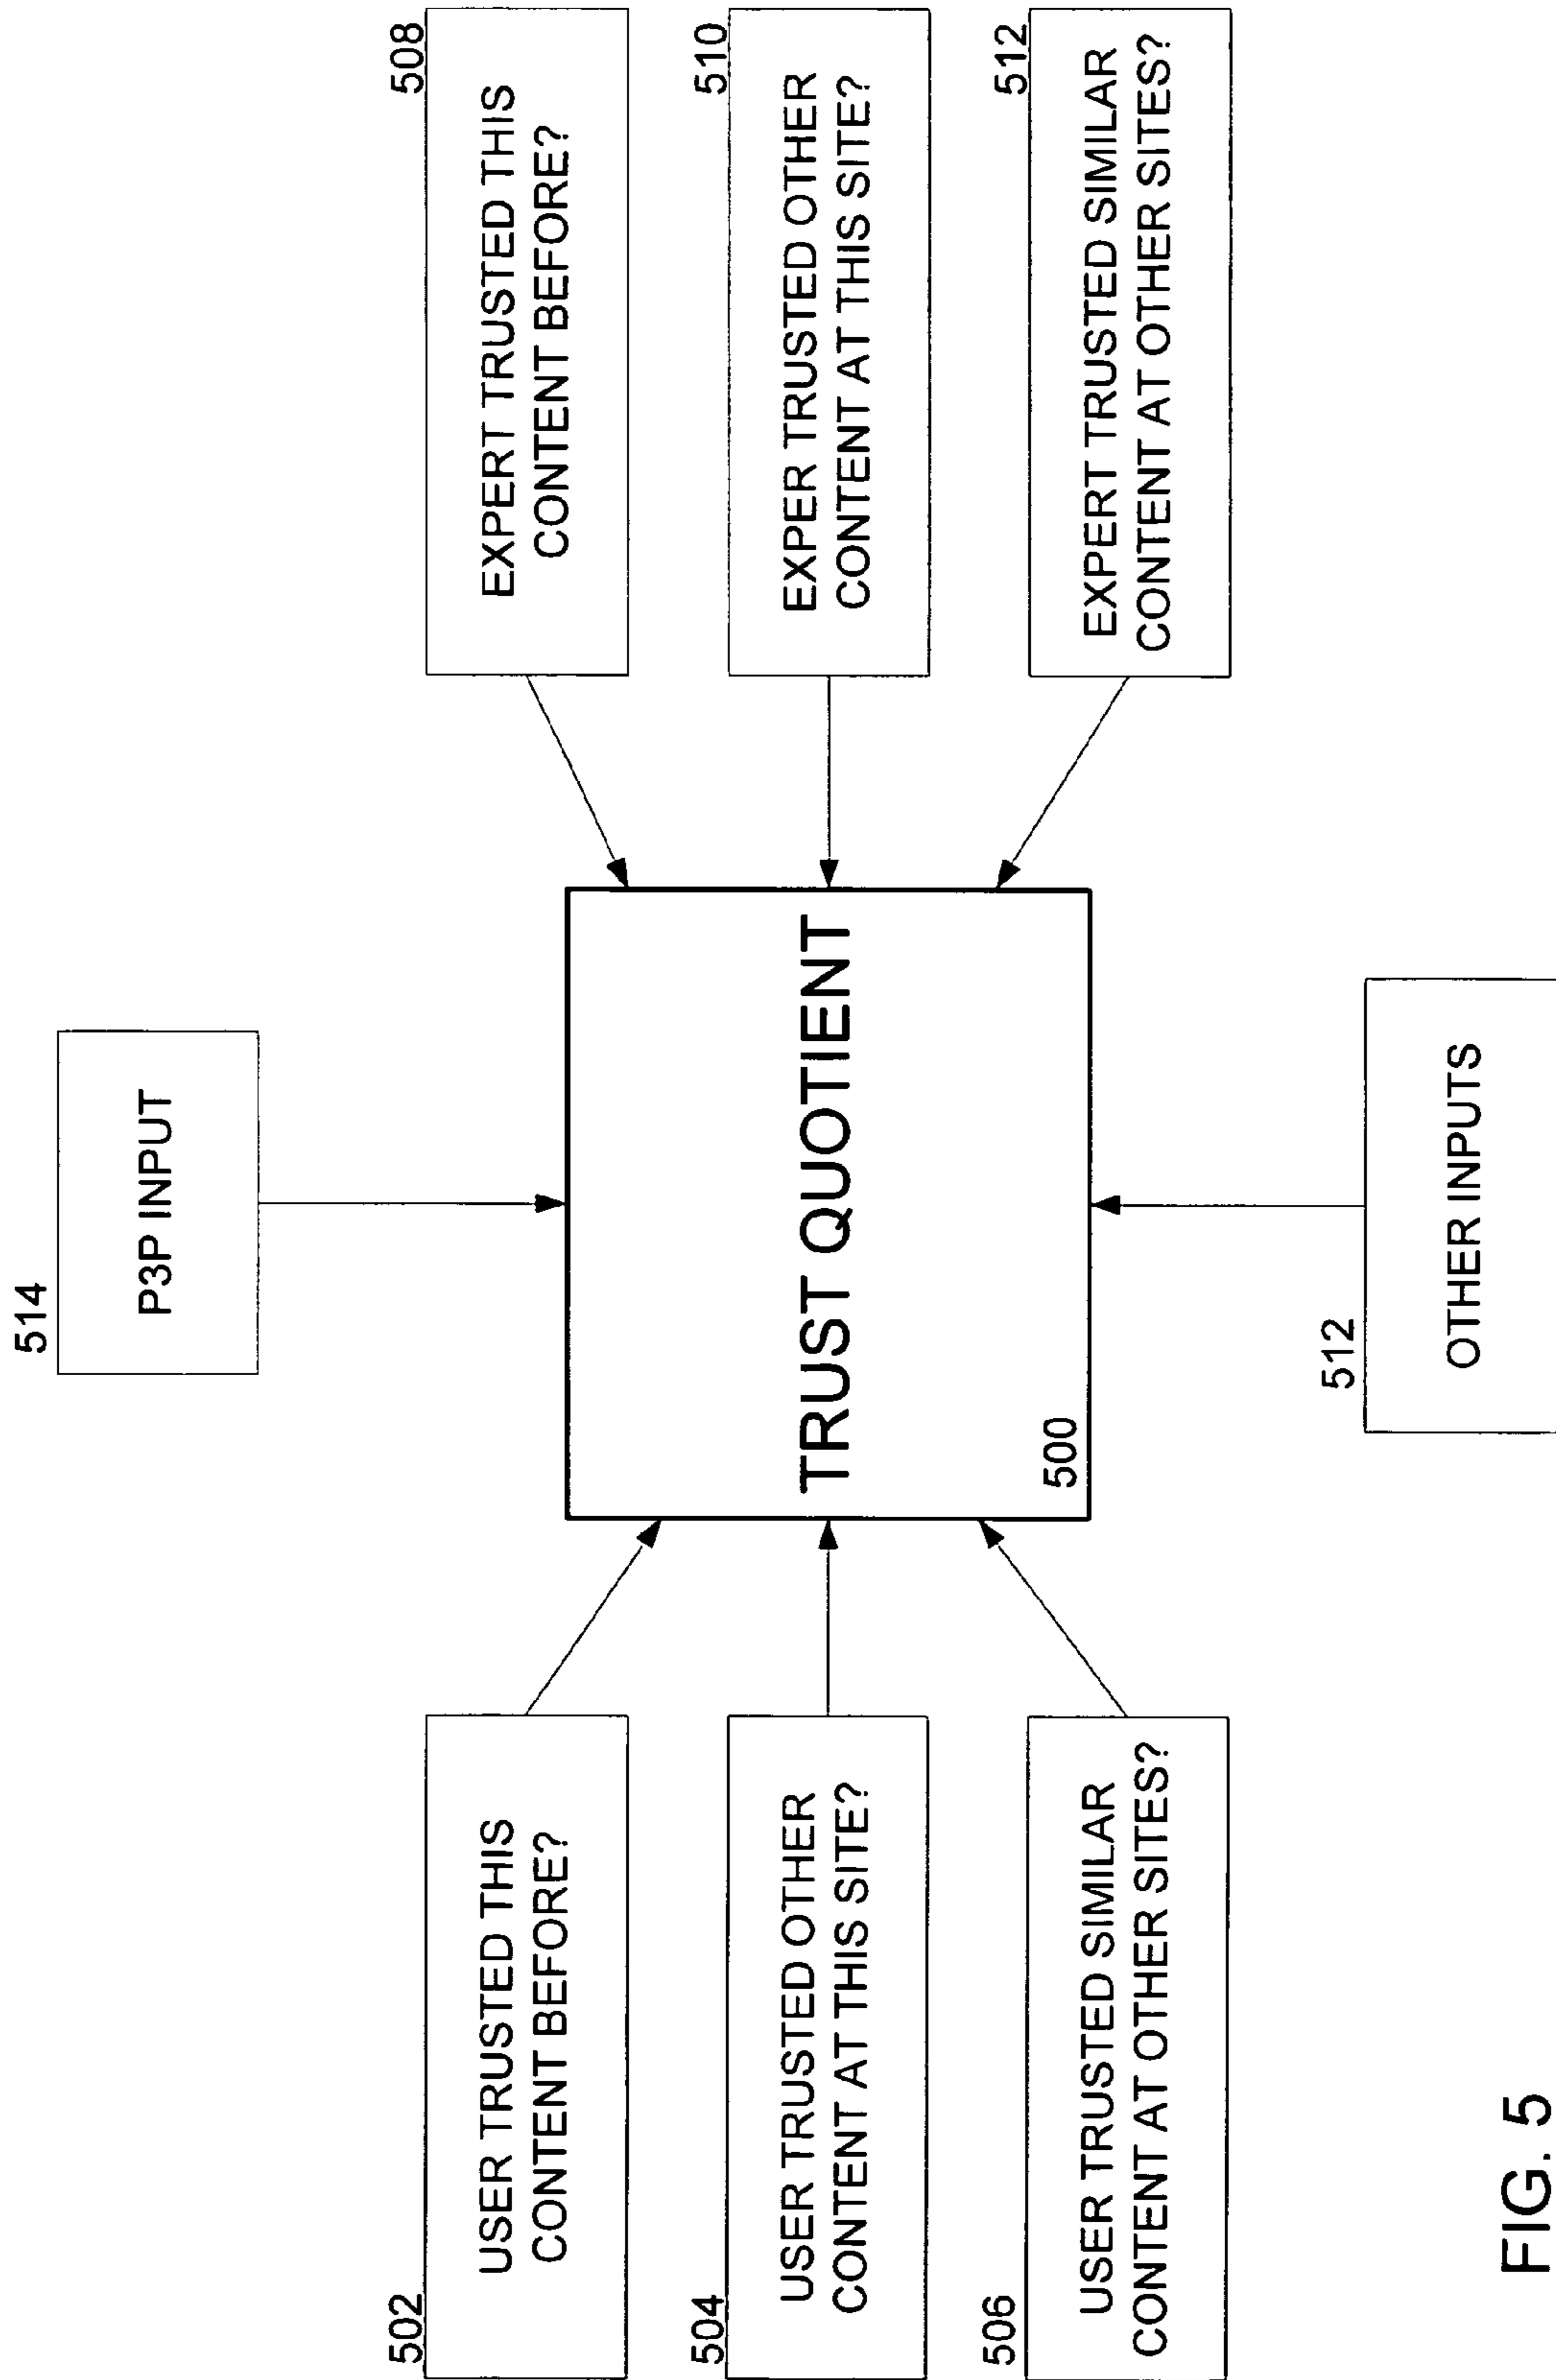 514
P3P INPUT
502
USER TRUSTED THIS
CONTENT BEFORE?
504
USER TRUSTED OTHER
CONTENT AT THIS SITE?
506
USER TRUSTED SIMILAR
CONTENT AT OTHER SITES?
TRUST QUOTIENT
500
508
EXPERT TRUSTED THIS
CONTENT BEFORE?
510
EXPER TRUSTED OTHER
CONTENT AT THIS SITE?
512
EXPERT TRUSTED SIMILAR
CONTENT AT OTHER SITES?
512
OTHER INPUTS
FIG. 5